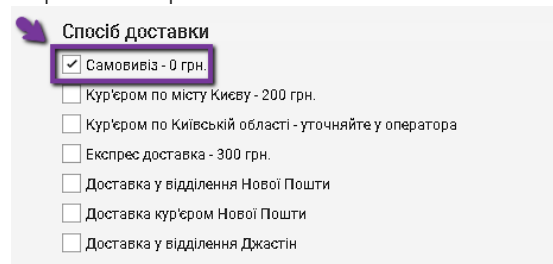 Спосіб доставки
Самовивіз - 0 грн.
Кур'єром по місту Києву - 200 грн.
Кур'єром по Київській області - уточняйте у оператора
Експрес доставка - 300 грн.
Доставка у відділення Нової Пошти
Доставка кур'єром Нової Пошти
Доставка у відділення Джастін